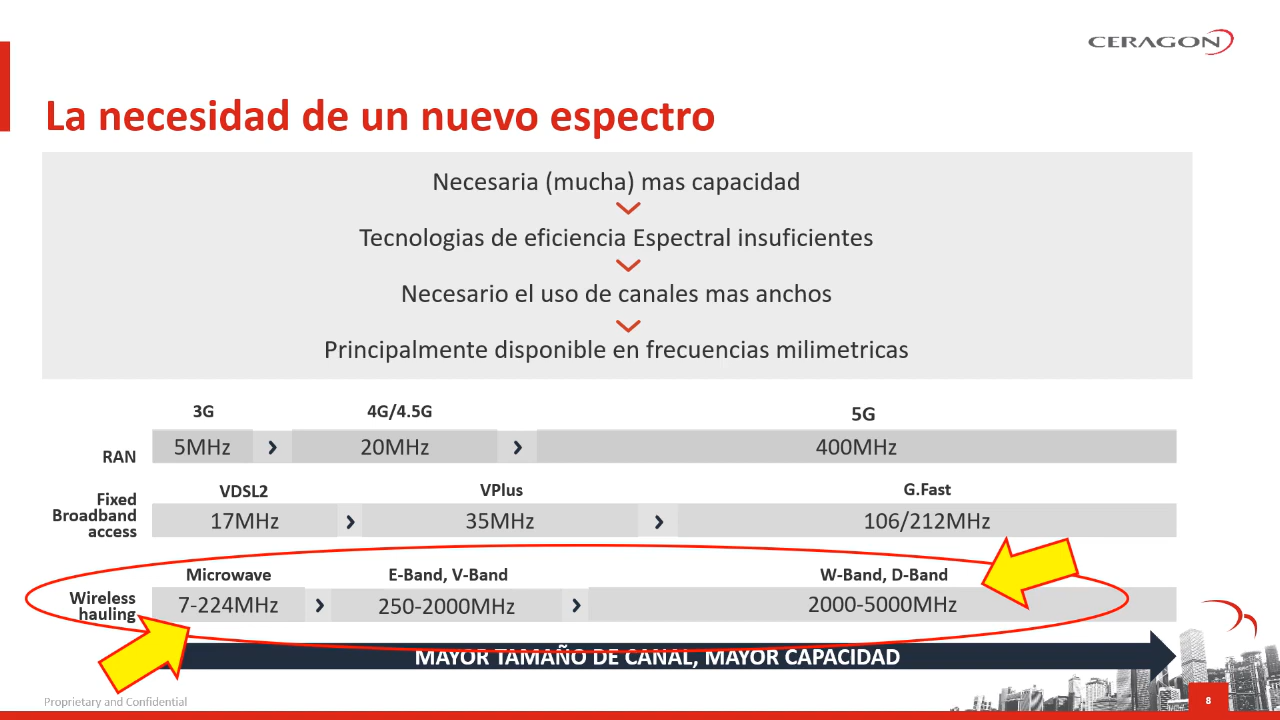 CERAGON
La necesidad de un nuevo espectro
Necesaria (mucha) mas capacidad
Tecnologias de eficiencia Espectral insuficientes
Necesario el uso de canales mas anchos
Principalmente disponible en frecuencias milimetricas
3G 4G/4.5G 5G
RAN 5MHz 20MHz 400MHz
VDSL2 VPlus G.Fast
Fixed
Broadband
access
17MHz 35MHz 106/212MHz
Microwave E-Band, V-Band W-Band, D-Band
Wireless
hauling
7-224MHz 250-2000MHz 2000-5000MHz
MAYOR TAMAÑO DE CANAL, MAYOR CAPACIDAD
Proprietary and Confidential
8